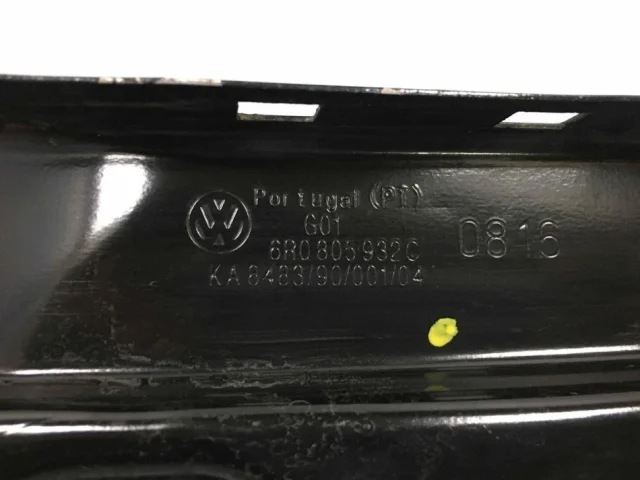 Portugal (PT)
G01
6R0 805 932 C
KA 8483/90/001/04
0816